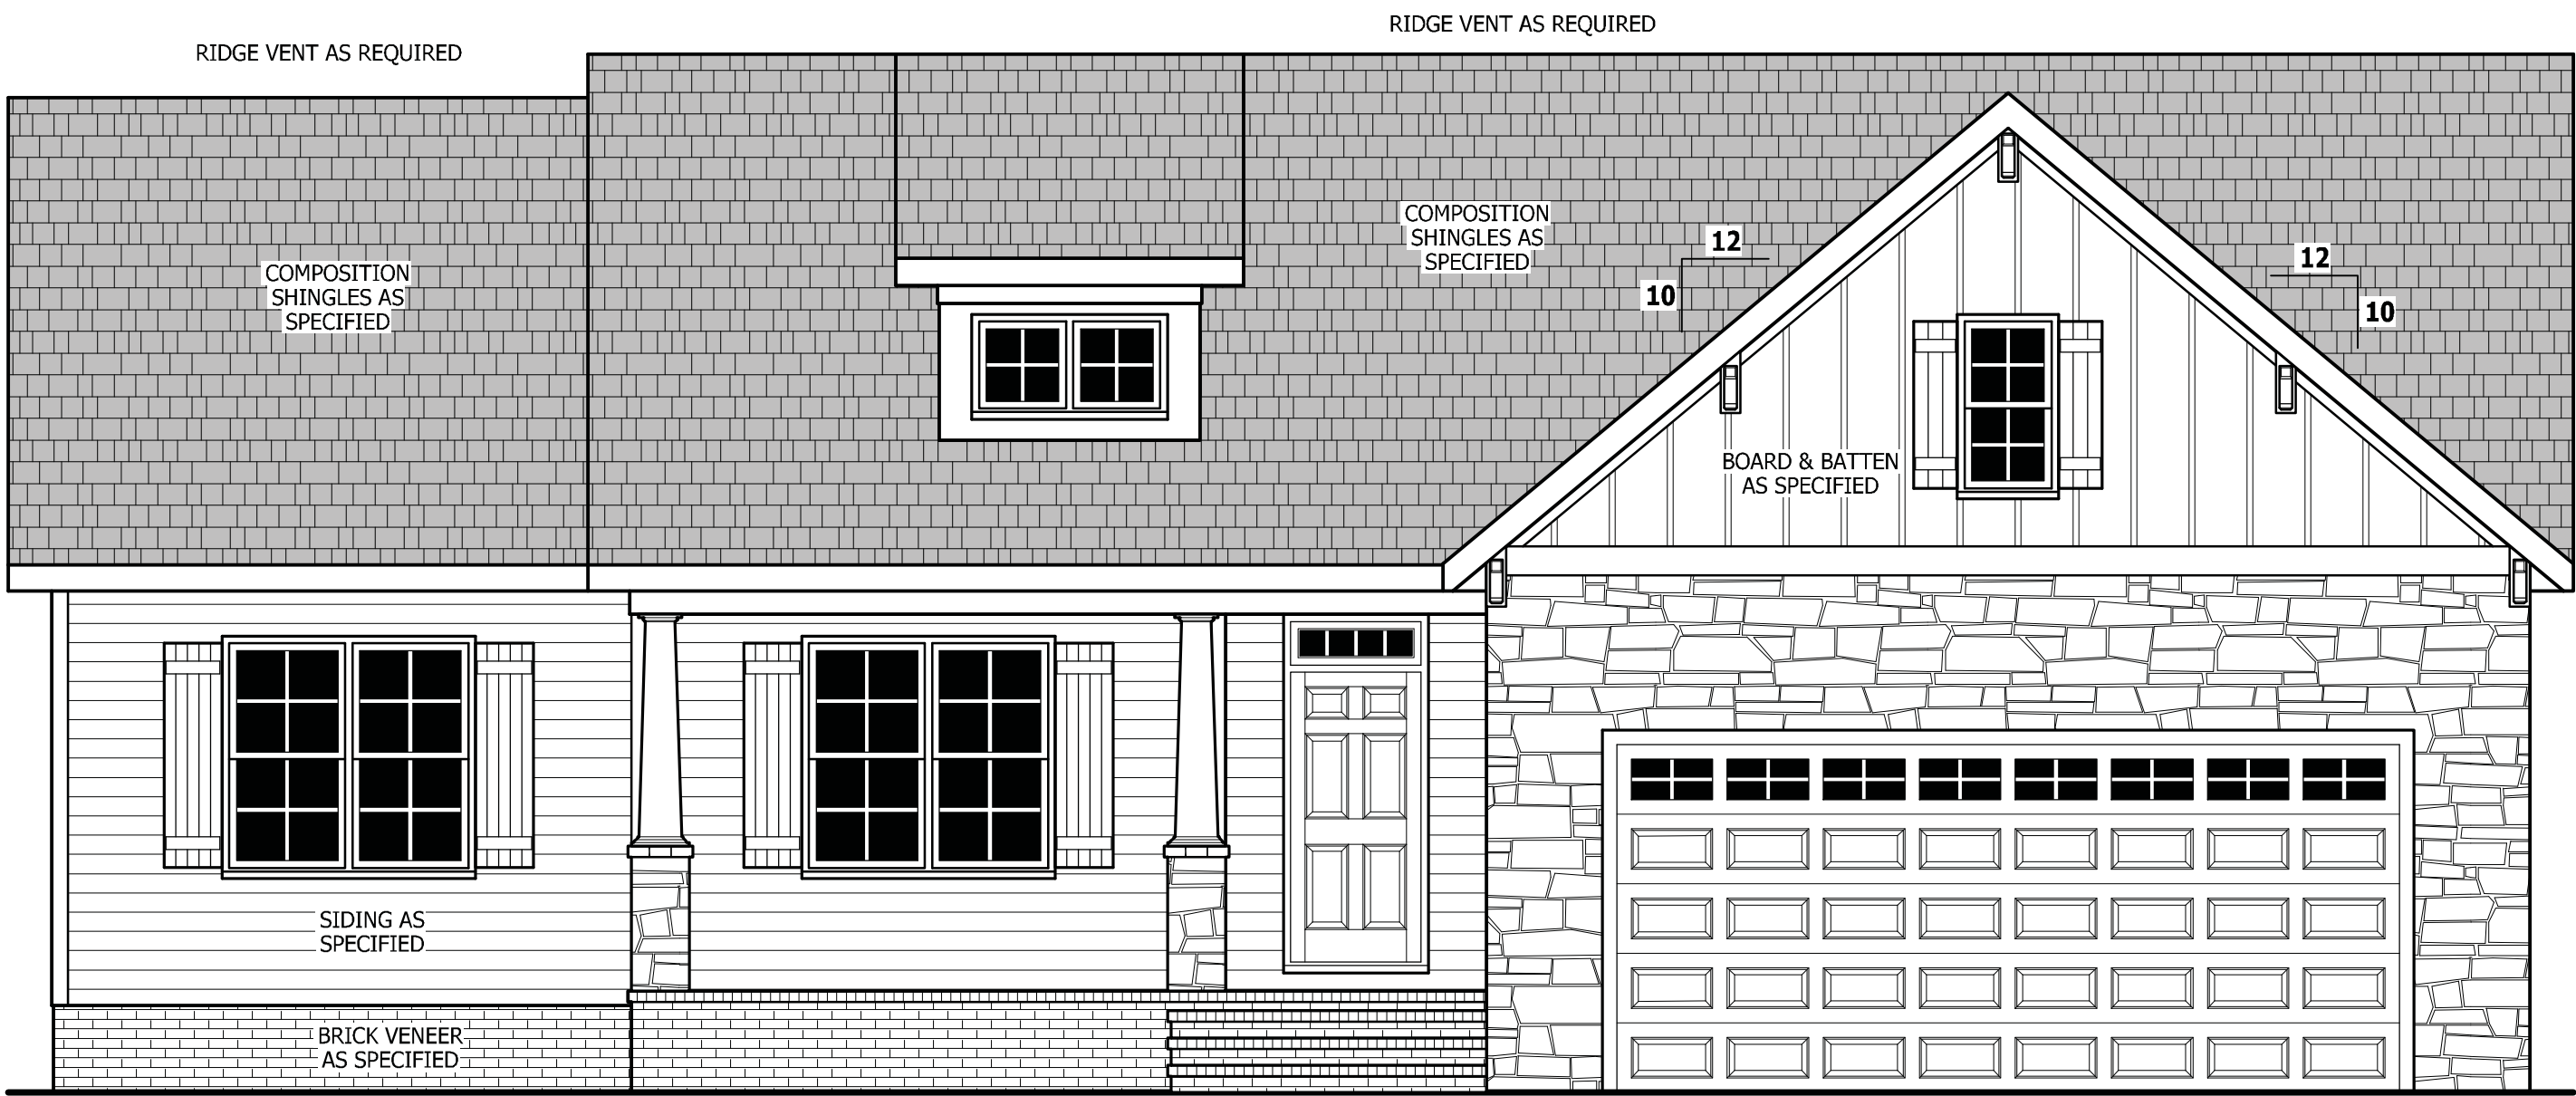 RIDGE VENT AS REQUIRED
RIDGE VENT AS REQUIRED
COMPOSITION
SHINGLES AS
SPECIFIED
COMPOSITION
SHINGLES AS
SPECIFIED
12
10
12
10
BOARD & BATTEN
AS SPECIFIED
SIDING AS
SPECIFIED
BRICK VENEER
AS SPECIFIED